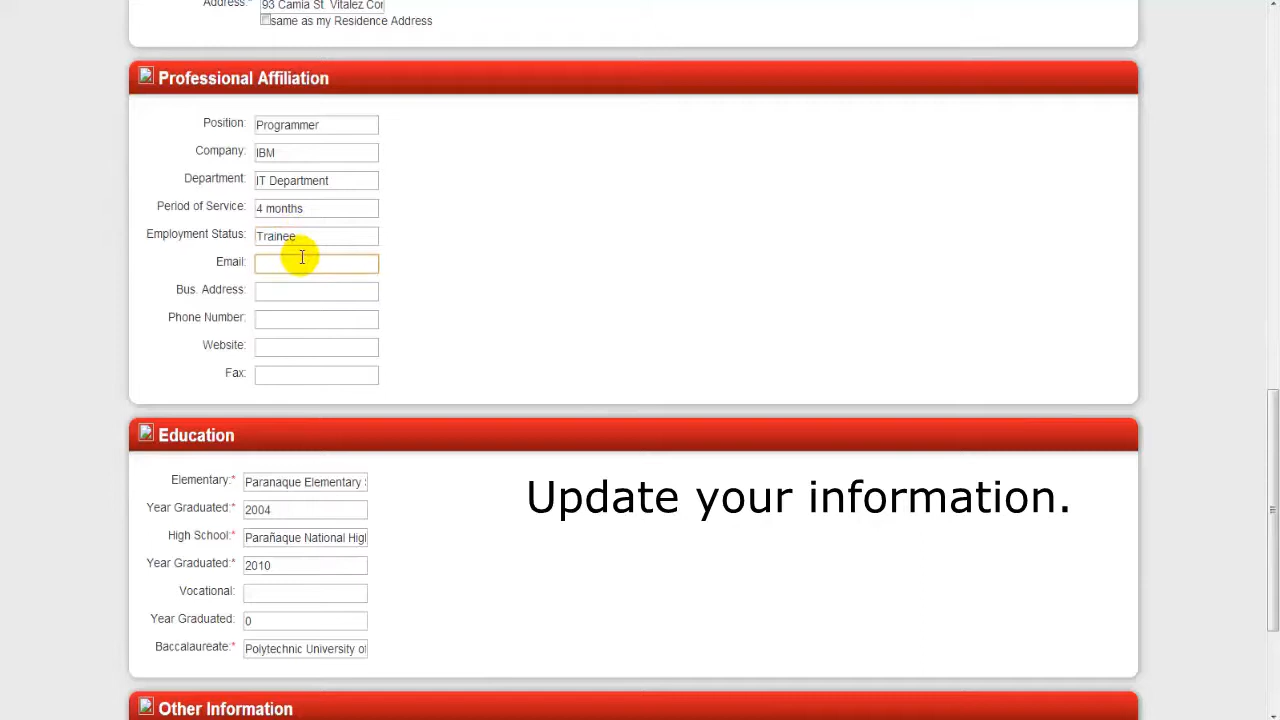 Address:* 93 Camia St. Vitalez Cor
same as my Residence Address
Professional Affiliation
Position: Programmer
Company: IBM
Department: IT Department
Period of Service: 4 months
Employment Status: Trainee
Email:
Bus. Address:
Phone Number:
Website:
Fax:
Education
Elementary:* Paranaque Elementary
Year Graduated:* 2004
High School:* Parañaque National Hig
Year Graduated:* 2010
Vocational:
Year Graduated: 0
Baccalaureate:* Polytechnic University of
Update your information.
Other Information